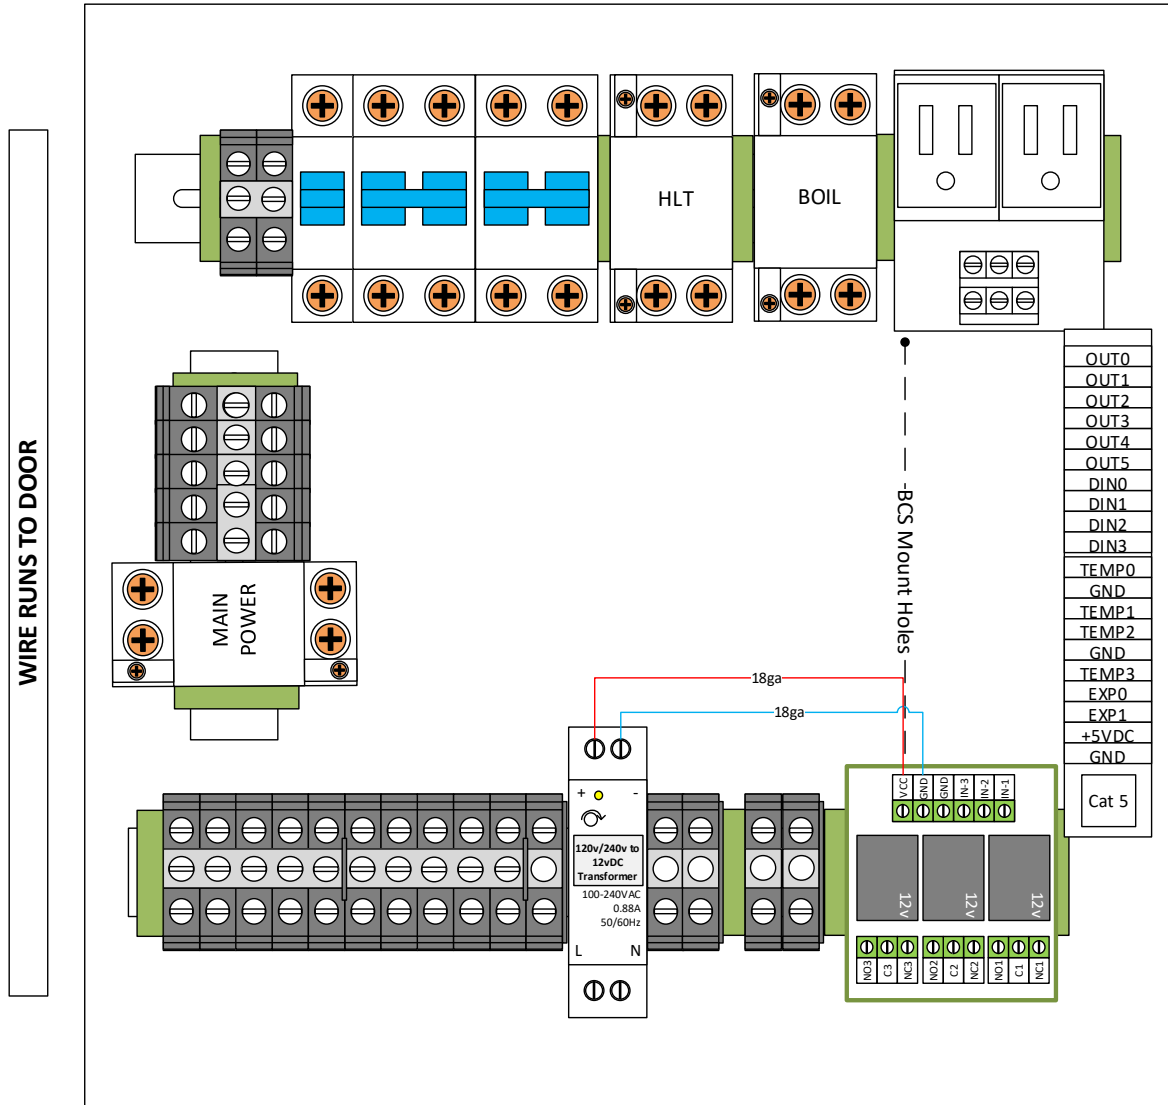 WIRE RUNS TO DOOR
HLT
BOIL
MAIN
POWER
BCS Mount Holes
OUT0
OUT1
OUT2
OUT3
OUT4
OUT5
DIN0
DIN1
DIN2
DIN3
TEMP0
GND
TEMP1
TEMP2
GND
TEMP3
EXP0
EXP1
+5VDC
GND
Cat 5
18ga
18ga
+ -
120v/240v to
12vDC
Transformer
100-240VAC
0.88A
50/60Hz
L N
VCC
GND
GND
IN-3
IN-2
IN-1
12v
12v
12v
NO3
C3
NC3
NO2
C2
NC2
NO1
C1
NC1